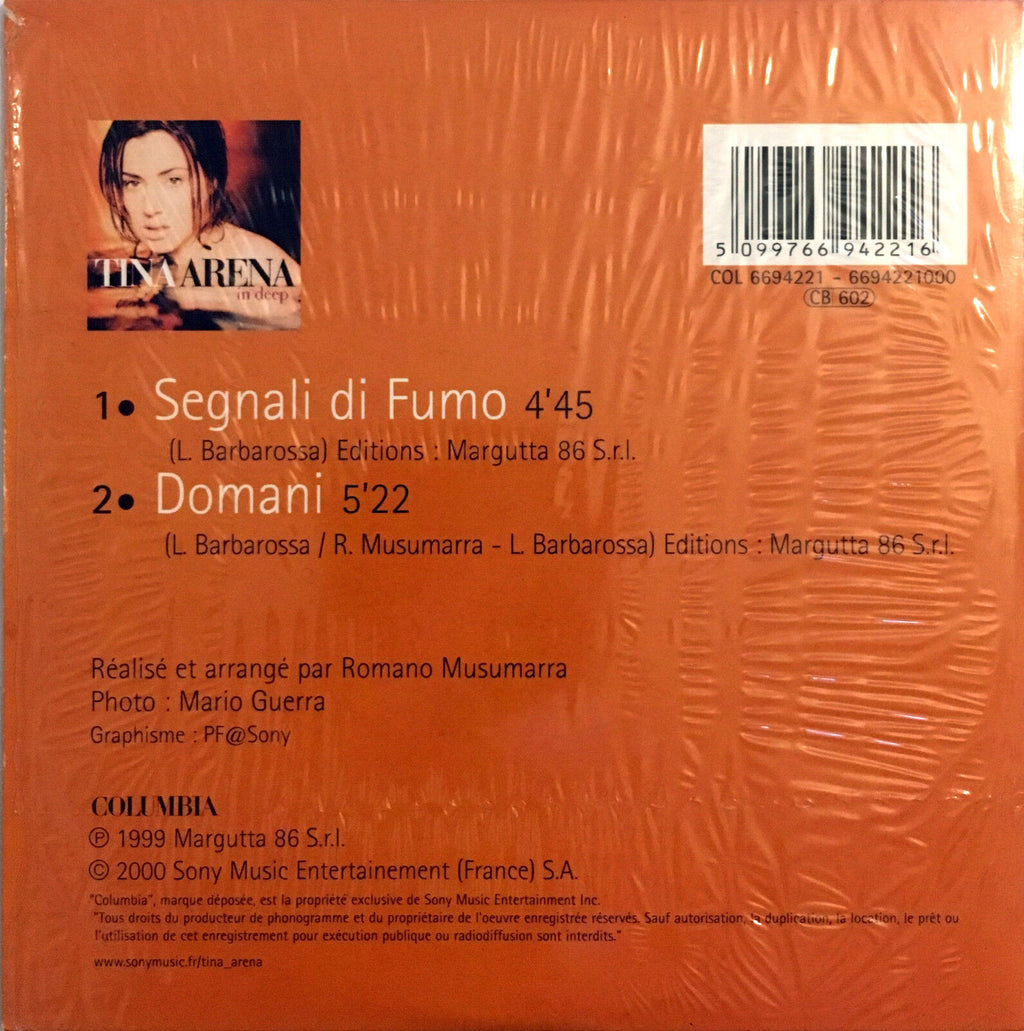 TINA ARENA
in deep
5 099766 942216
COL 6694221 - 6694221000
CB 602
1• Segnali di Fumo 4'45
(L. Barbarossa) Editions : Margutta 86 S.r.l.
2• Domani 5'22
(L. Barbarossa / R. Musumarra - L. Barbarossa) Editions : Margutta 86 S.r.l.
Réalisé et arrangé par Romano Musumarra
Photo : Mario Guerra
Graphisme : PF@Sony
COLUMBIA
℗ 1999 Margutta 86 S.r.l.
© 2000 Sony Music Entertainement (France) S.A.
"Columbia", marque déposée, est la propriété exclusive de Sony Music Entertainment Inc.
"Tous droits du producteur de phonogramme et du propriétaire de l'oeuvre enregistrée réservés. Sauf autorisation, la duplication, la location, le prêt ou
l'utilisation de cet enregistrement pour exécution publique ou radiodiffusion sont interdits."
www.sonymusic.fr/tina_arena